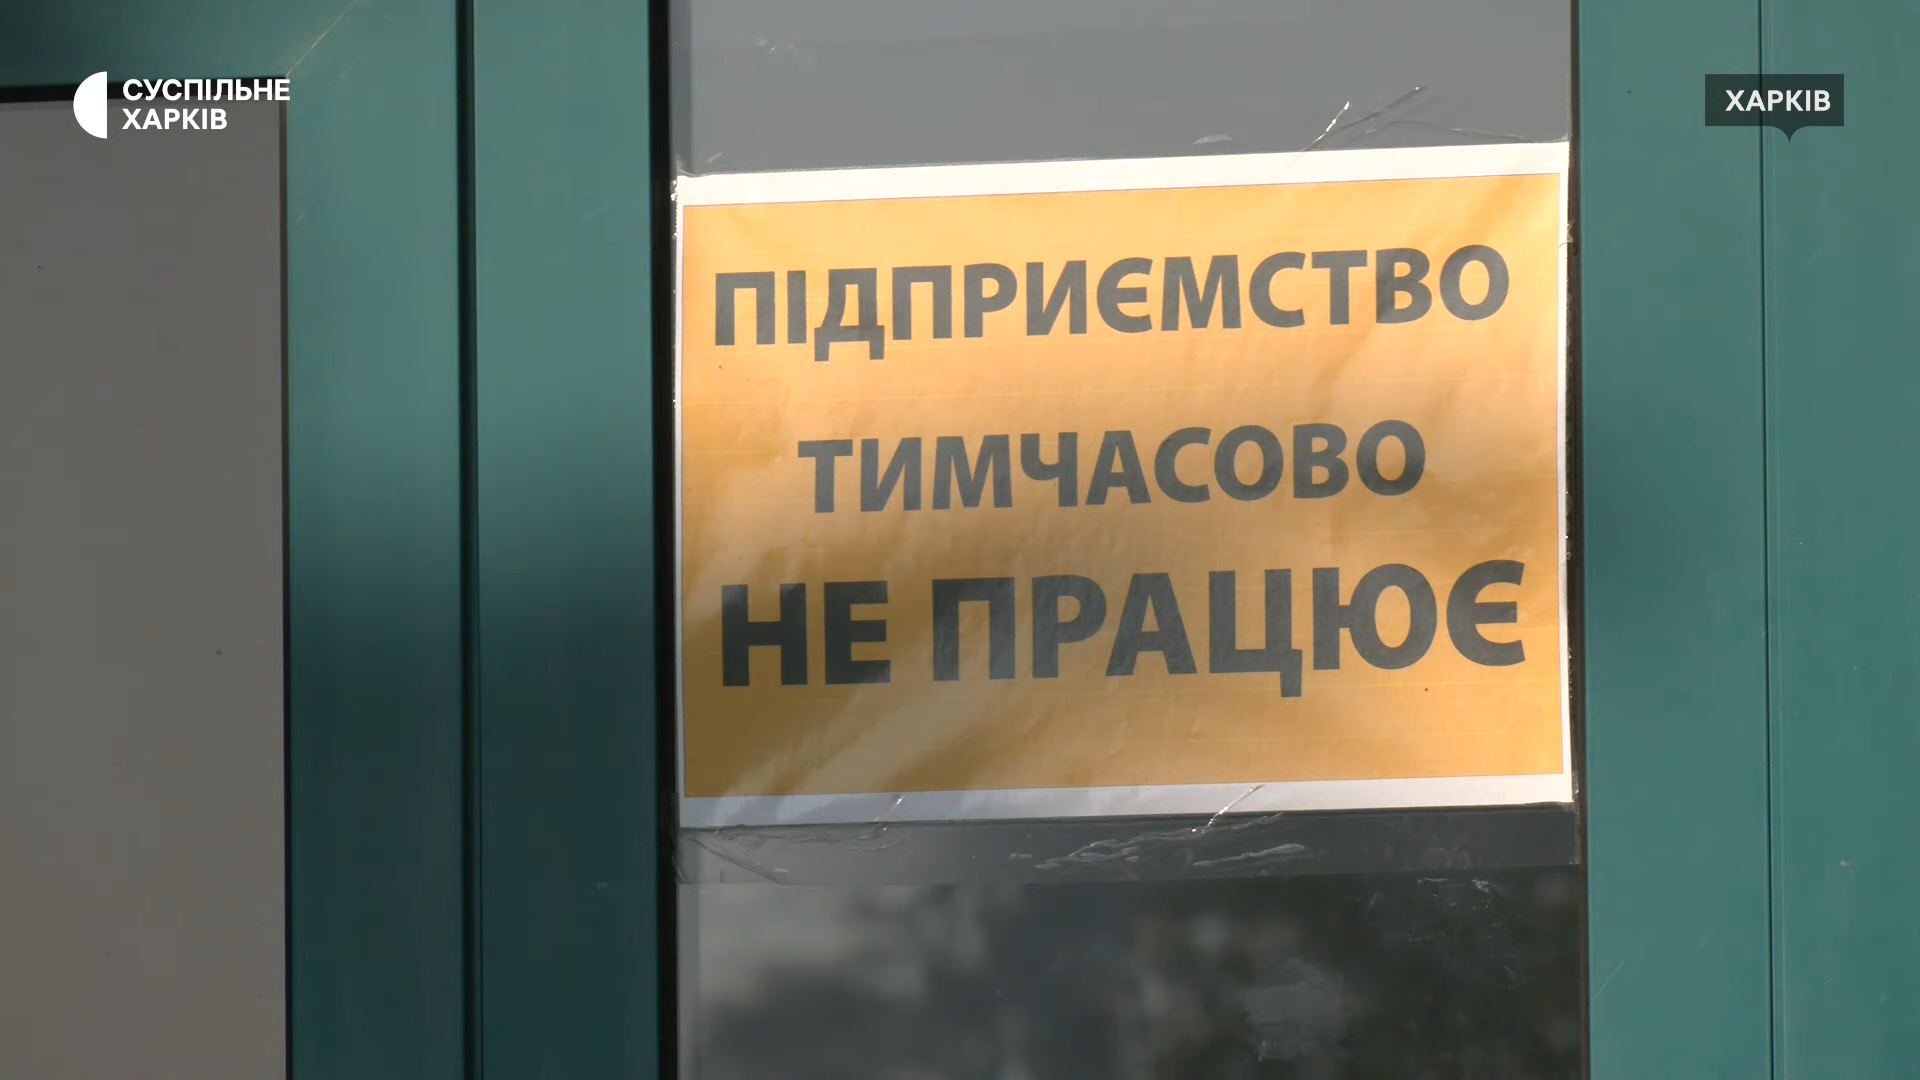 СУСПІЛЬНЕ
ХАРКІВ
ХАРКІВ
ПІДПРИЄМСТВО
ТИМЧАСОВО
НЕ ПРАЦЮЄ